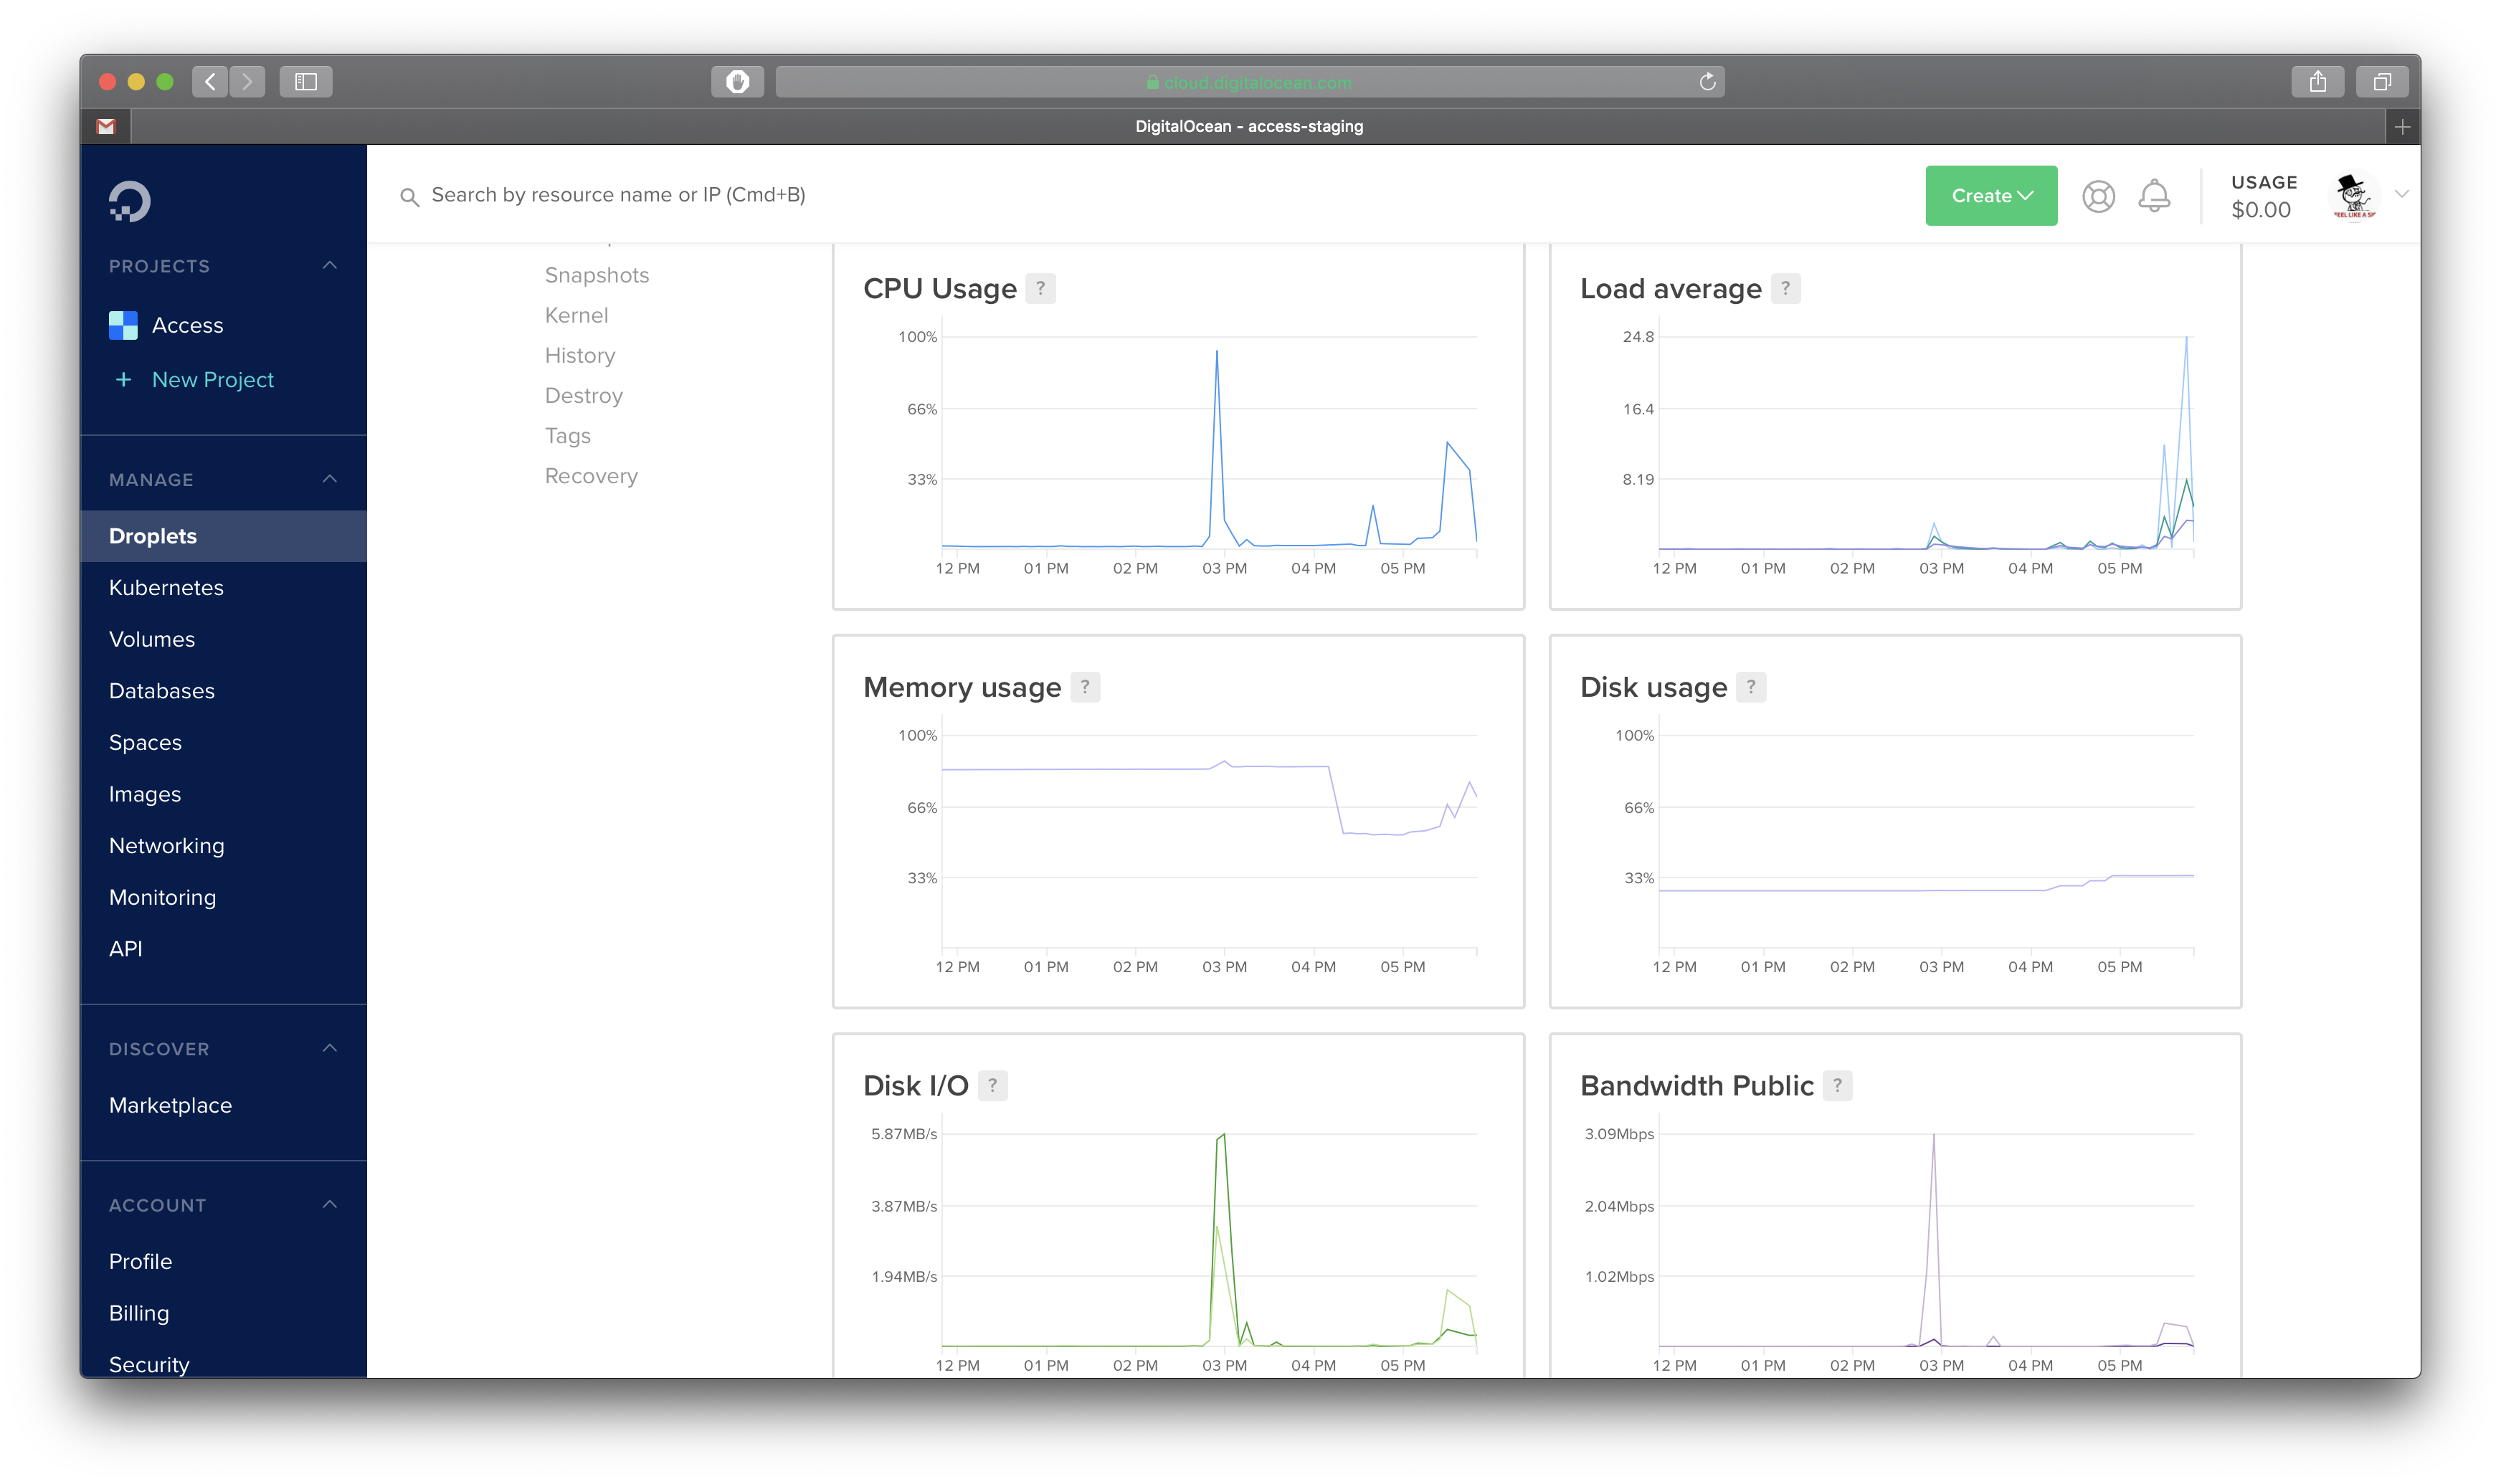 cloud.digitalocean.com
DigitalOcean - access-staging
Search by resource name or IP (Cmd+B)
Create
USAGE
$0.00
FEEL LIKE A
PROJECTS
Access
+ New Project
MANAGE
Droplets
Kubernetes
Volumes
Databases
Spaces
Images
Networking
Monitoring
API
DISCOVER
Marketplace
ACCOUNT
Profile
Billing
Security
Snapshots
Kernel
History
Destroy
Tags
Recovery
CPU Usage ?
100%
66%
33%
12 PM 01 PM 02 PM 03 PM 04 PM 05 PM
Load average ?
24.8
16.4
8.19
12 PM 01 PM 02 PM 03 PM 04 PM 05 PM
Memory usage ?
100%
66%
33%
12 PM 01 PM 02 PM 03 PM 04 PM 05 PM
Disk usage ?
100%
66%
33%
12 PM 01 PM 02 PM 03 PM 04 PM 05 PM
Disk I/O ?
5.87MB/s
3.87MB/s
1.94MB/s
12 PM 01 PM 02 PM 03 PM 04 PM 05 PM
Bandwidth Public ?
3.09Mbps
2.04Mbps
1.02Mbps
12 PM 01 PM 02 PM 03 PM 04 PM 05 PM